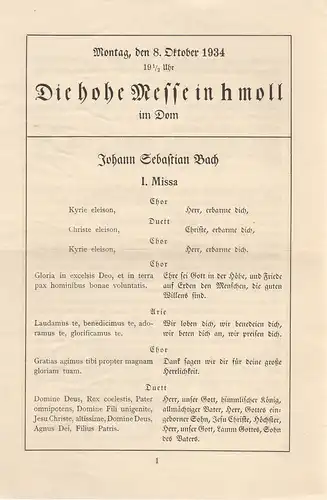 Montag, den 8. Oktober 1934
19 1/2 Uhr
Die hohe Messe in h moll
im Dom
Johann Sebastian Bach
I. Missa
Chor
Kyrie eleison, Herr, erbarme dich,
Duett
Christe eleison, Christe, erbarme dich,
Chor
Kyrie eleison, Herr, erbarme dich.
Chor
Gloria in excelsis Deo, et in terra Ehre sei Gott in der Höhe, und Friede
pax hominibus bonae voluntatis. auf Erden den Menschen, die guten
Willens sind.
Arie
Laudamus te, benedicimus te, ado- Wir loben dich, wir benedeien dich,
ramus te, glorificamus te. wir beten dich an, wir preisen dich.
Chor
Gratias agimus tibi propter magnam Dank sagen wir dir für deine große
gloriam tuam. Herrlichkeit.
Duett
Domine Deus, Rex coelestis, Pater Herr, unser Gott, himmlischer König,
omnipotens, Domine Fili unigenite, allmächtiger Vater, Herr, Gottes ein-
Jesu Christe, altissime, Domine Deus, geborner Sohn, Jesu Christe, Höchster,
Agnus Dei, Filius Patris. Herr, unser Gott, Lamm Gottes, Sohn
des Vaters.
1